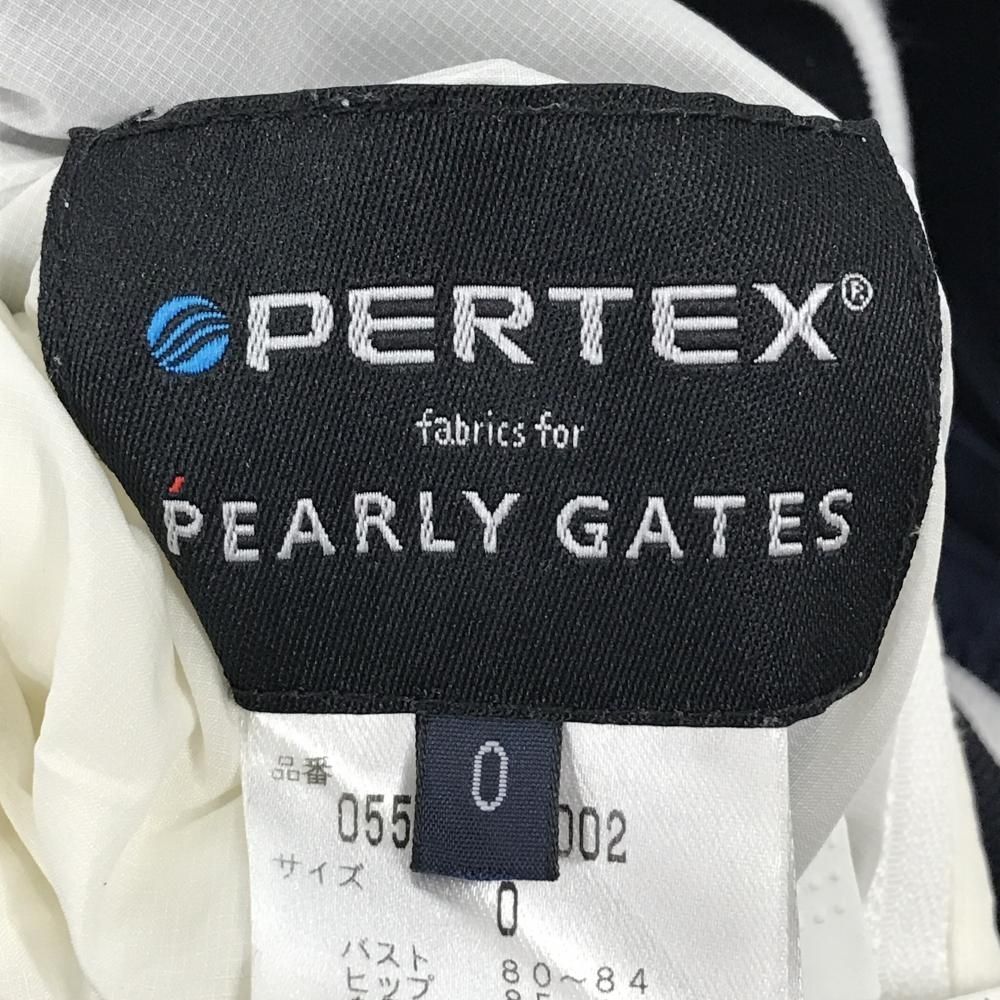 PERTEX®
fabrics for
PEARLY GATES
0
品番
055 002
サイズ
0
バスト 80～84
ヒップ 85